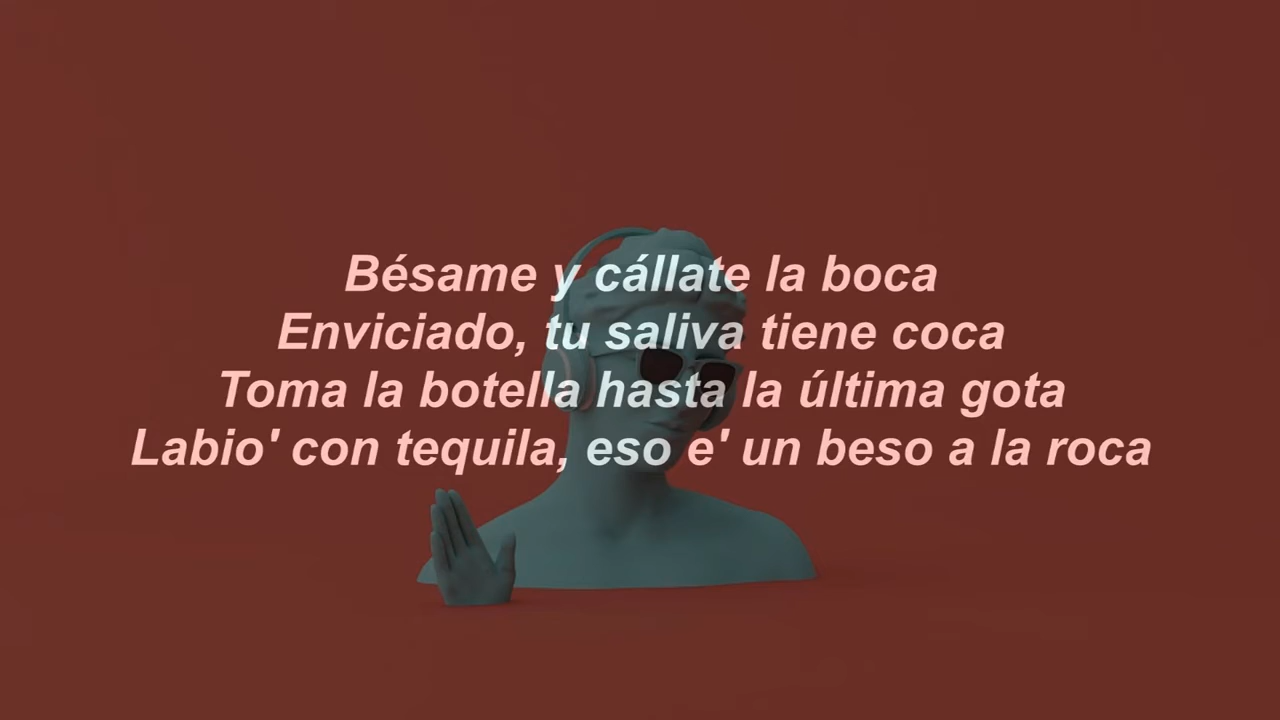 Bésame y cállate la boca
Enviciado, tu saliva tiene coca
Toma la botella hasta la última gota
Labio' con tequila, eso e' un beso a la roca